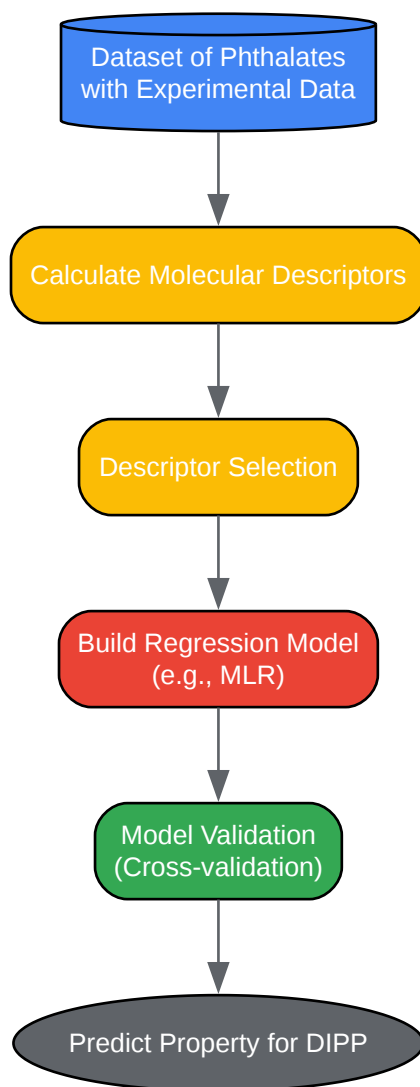 Dataset of Phthalates
with Experimental Data
Calculate Molecular Descriptors
Descriptor Selection
Build Regression Model
(e.g., MLR)
Model Validation
(Cross-validation)
Predict Property for DIPP